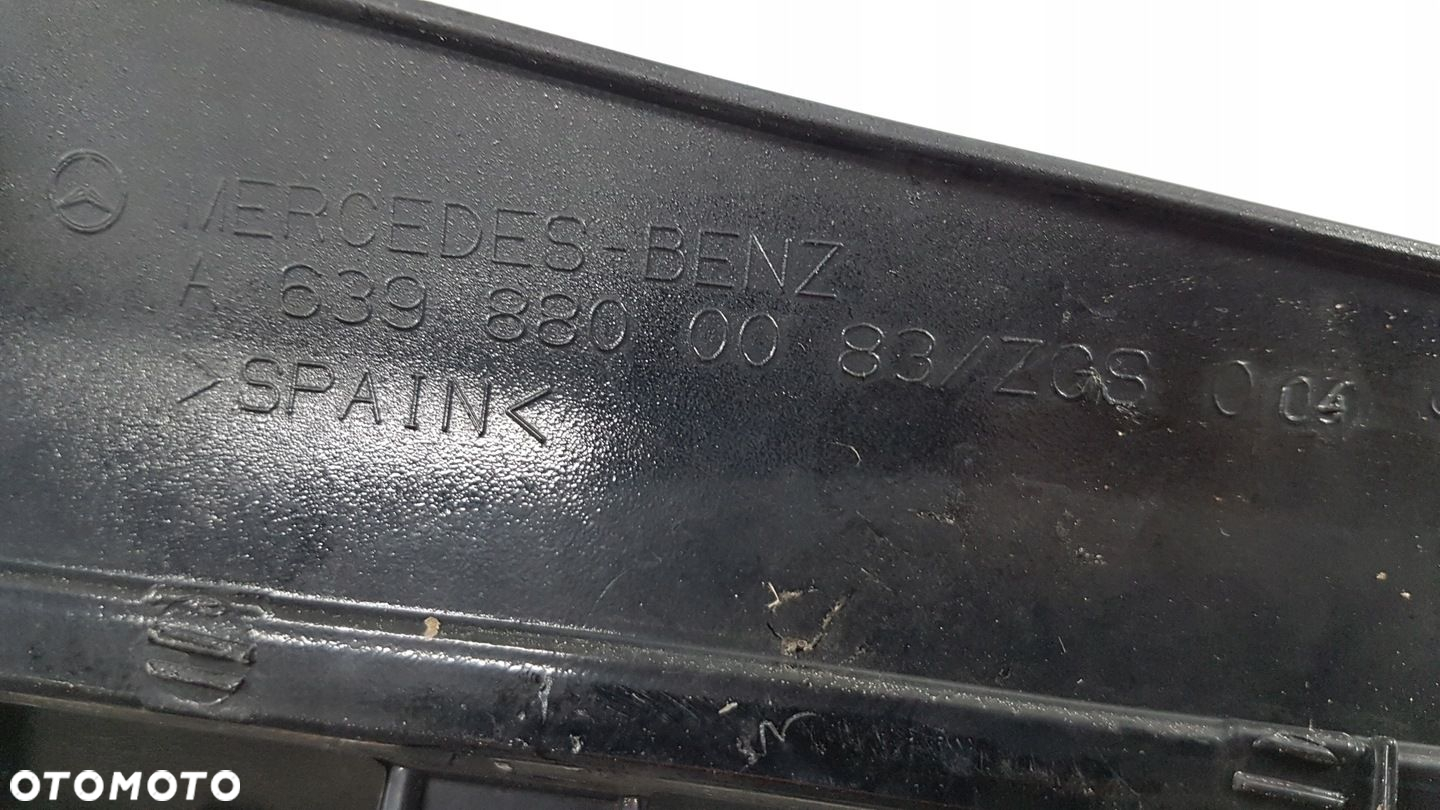 MERCEDES-BENZ
A 639 880 00 83/ZGS 004
>SPAIN<
OTOMOTO